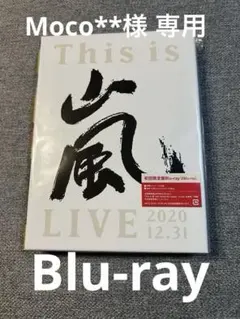 Moco**様 専用
This is
嵐
LIVE 2020
12.31
Blu-ray